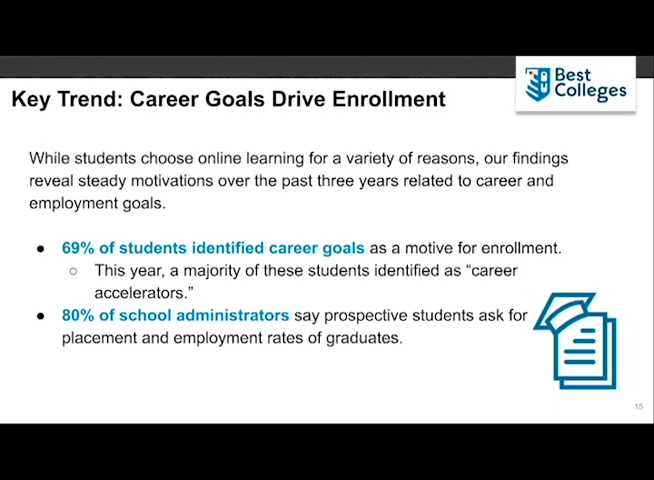 Best
Colleges
Key Trend: Career Goals Drive Enrollment
While students choose online learning for a variety of reasons, our findings
reveal steady motivations over the past three years related to career and
employment goals.
● 69% of students identified career goals as a motive for enrollment.
○ This year, a majority of these students identified as “career
accelerators.”
● 80% of school administrators say prospective students ask for
placement and employment rates of graduates.
15